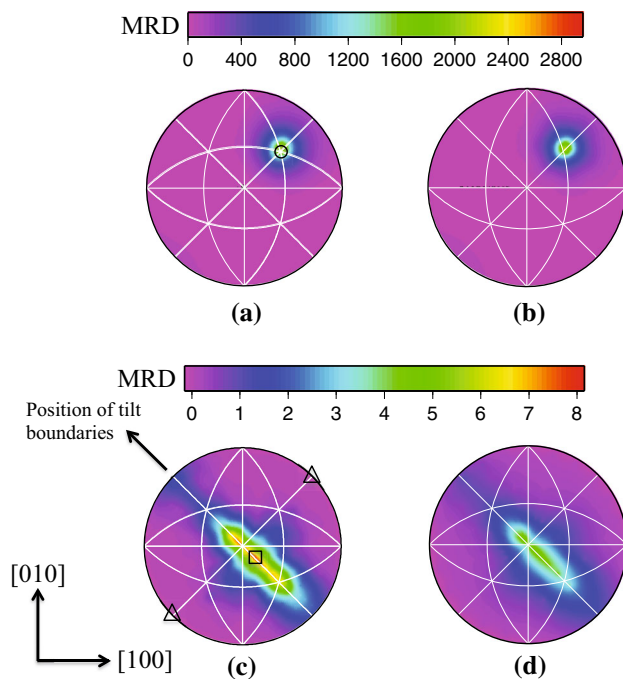 MRD
0 400 800 1200 1600 2000 2400 2800
(a) (b)
MRD
0 1 2 3 4 5 6 7 8
Position of tilt
boundaries
[010]
[100]
(c) (d)